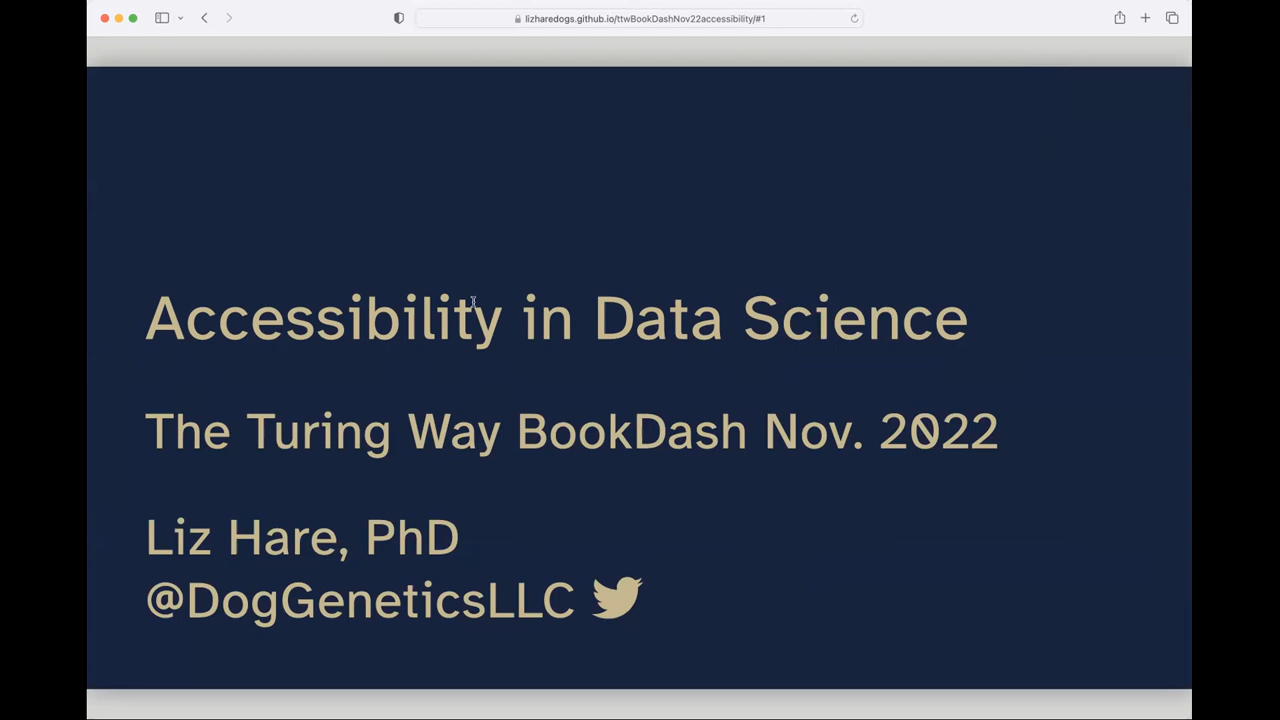 lizharedogs.github.io/ttwBookDashNov22accessibility/#1
Accessibility in Data Science
The Turing Way BookDash Nov. 2022
Liz Hare, PhD
@DogGeneticsLLC